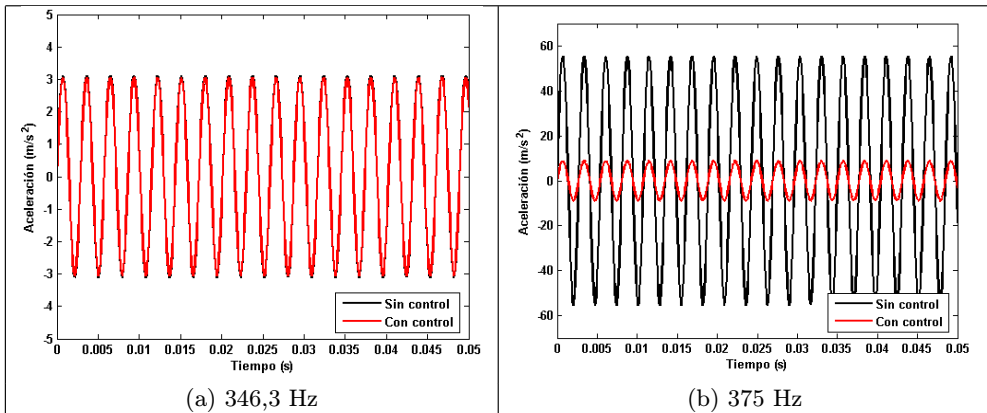 5
4
3
2
1
0
-1
-2
-3
-4
-5
Aceleración (m/s²)
0 0.005 0.01 0.015 0.02 0.025 0.03 0.035 0.04 0.045 0.05
Tiempo (s)
Sin control
Con control
(a) 346,3 Hz
60
40
20
0
-20
-40
-60
Aceleración (m/s²)
0 0.005 0.01 0.015 0.02 0.025 0.03 0.035 0.04 0.045 0.05
Tiempo (s)
Sin control
Con control
(b) 375 Hz